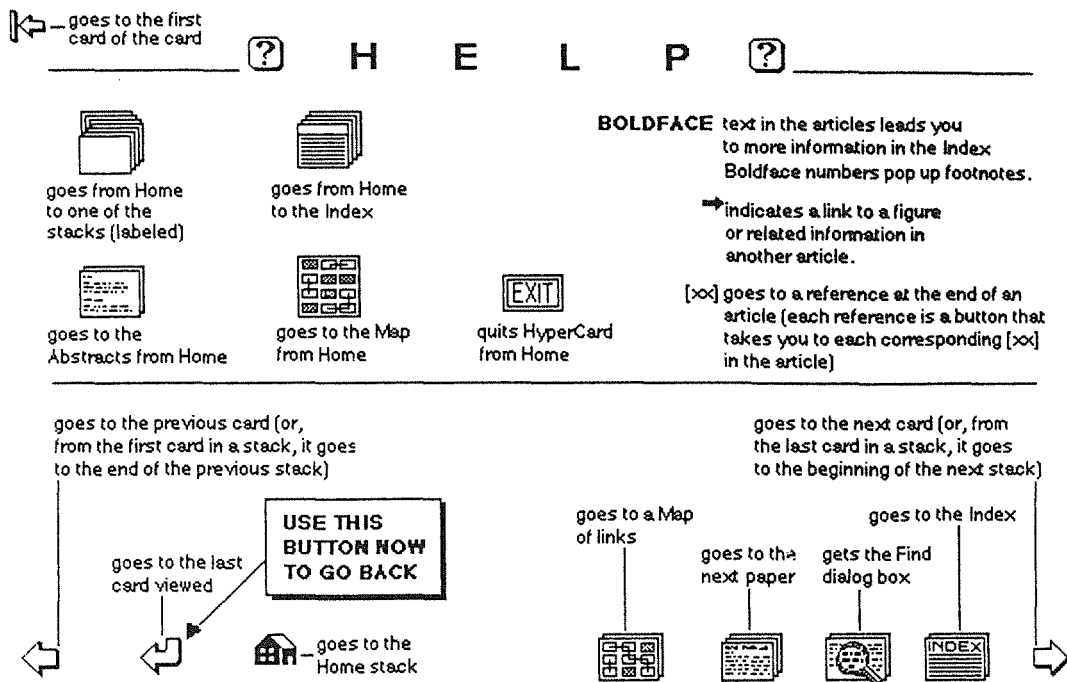 goes to the first
card of the card
? H E L P ?
goes from Home
to one of the
stacks (labeled)
goes from Home
to the Index
BOLDFACE text in the articles leads you
to more information in the Index
Boldface numbers pop up footnotes.
indicates a link to a figure
or related information in
another article.
goes to the
Abstracts from Home
goes to the Map
from Home
EXIT
quits HyperCard
from Home
[xx] goes to a reference at the end of an
article (each reference is a button that
takes you to each corresponding [xx]
in the article)
goes to the previous card (or,
from the first card in a stack, it goes
to the end of the previous stack)
goes to the next card (or, from
the last card in a stack, it goes
to the beginning of the next stack)
goes to the last
card viewed
USE THIS
BUTTON NOW
TO GO BACK
goes to the
Home stack
goes to a Map
of links
goes to the
next paper
gets the Find
dialog box
goes to the Index
INDEX